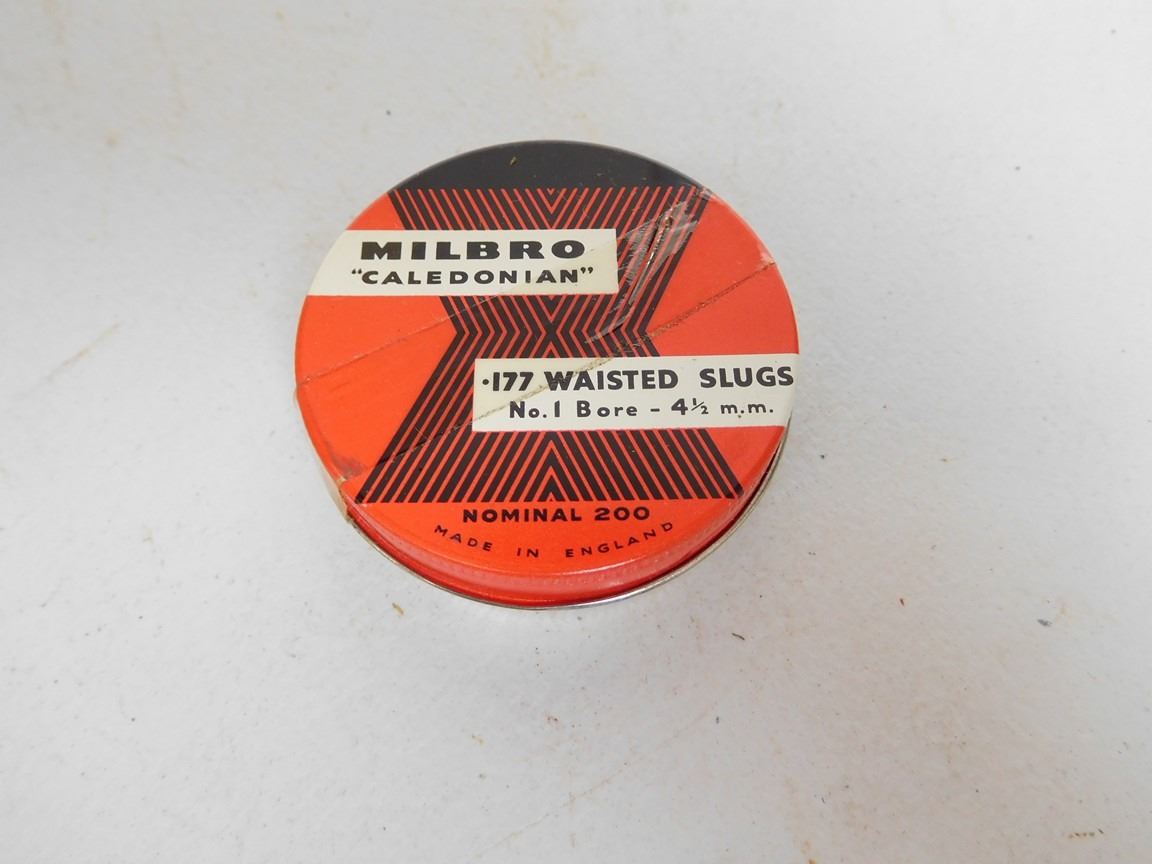 MILBRO
"CALEDONIAN"
·177 WAISTED SLUGS
No.1 Bore - 4½ m.m.
NOMINAL 200
MADE IN ENGLAND